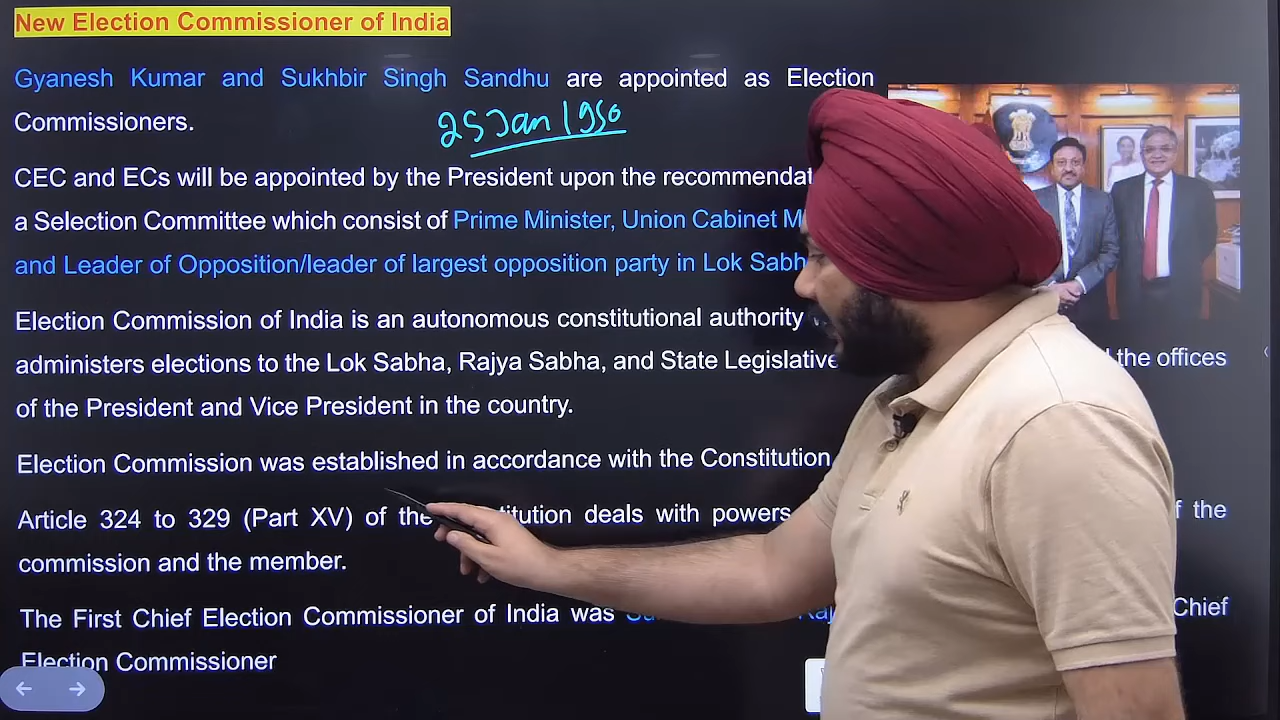 New Election Commissioner of India
Gyanesh Kumar and Sukhbir Singh Sandhu are appointed as Election
Commissioners.
25 Jan 1950
CEC and ECs will be appointed by the President upon the
a Selection Committee which consist of Prime Minister, Union Cabinet
and Leader of Opposition/leader of largest opposition party in Lok
Election Commission of India is an autonomous constitutional authority
administers elections to the Lok Sabha, Rajya Sabha, and State Legislative the offices
of the President and Vice President in the country.
Election Commission was established in accordance with the Constitution
Article 324 to 329 (Part XV) of the deals with powers of the
commission and the member.
The First Chief Election Commissioner of India was Chief
Election Commissioner